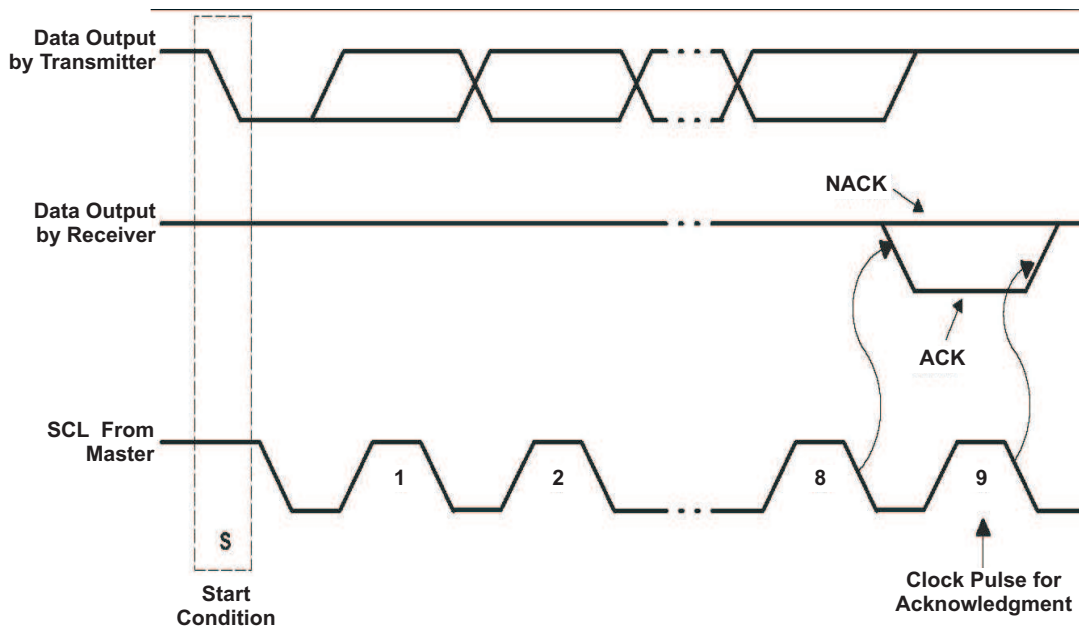 Data Output
by Transmitter
NACK
Data Output
by Receiver
ACK
SCL From
Master
1
2
8
9
S
Start
Condition
Clock Pulse for
Acknowledgment